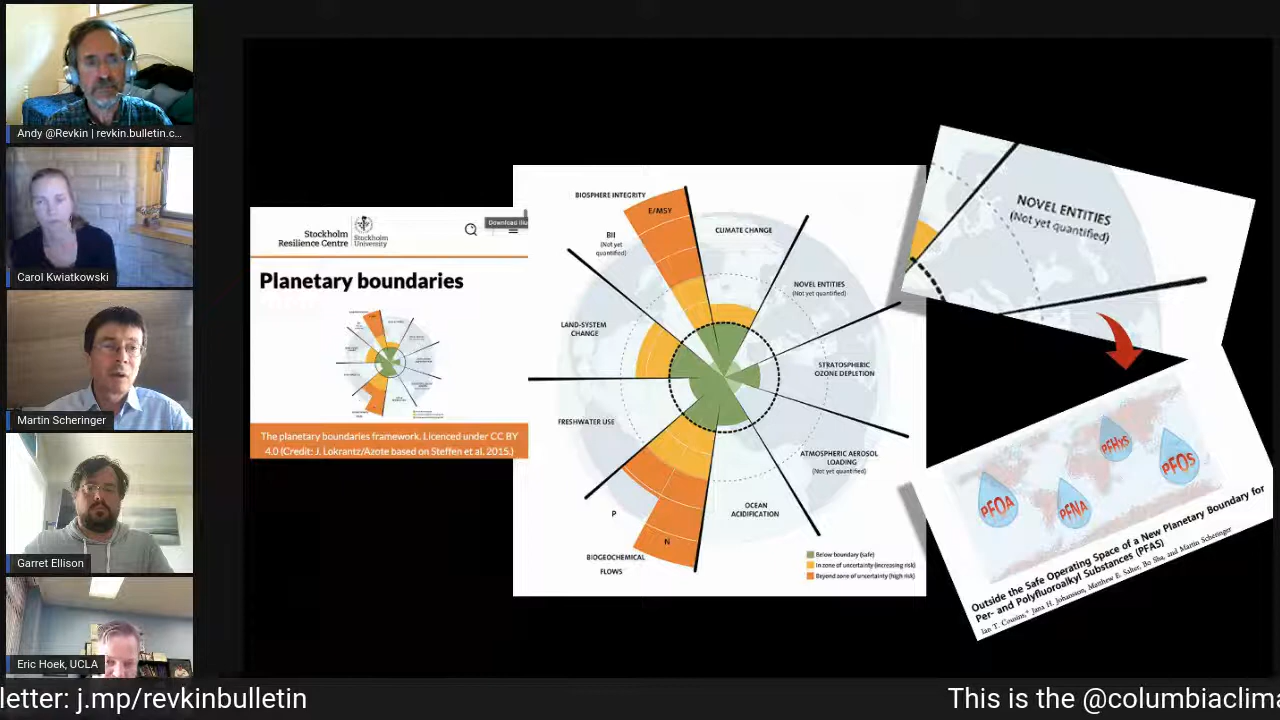 Andy @Revkin | revkin.bulletin.c...
Carol Kwiatkowski
Martin Scheringer
Garret Ellison
Eric Hoek, UCLA
Stockholm
Resilience Centre
Stockholm
University
Planetary boundaries
The planetary boundaries framework. Licenced under CC BY
4.0 (Credit: J. Lokrantz/Azote based on Steffen et al. 2015.)
BIOSPHERE INTEGRITY
E/MSY
BII
(Not yet
quantified)
CLIMATE CHANGE
NOVEL ENTITIES
(Not yet quantified)
LAND-SYSTEM
CHANGE
STRATOSPHERIC
OZONE DEPLETION
FRESHWATER USE
ATMOSPHERIC AEROSOL
LOADING
(Not yet quantified)
OCEAN
ACIDIFICATION
P
N
BIOGEOCHEMICAL
FLOWS
Below boundary (safe)
In zone of uncertainty (increasing risk)
Beyond zone of uncertainty (high risk)
NOVEL ENTITIES
(Not yet quantified)
PFOA
PFNA
PFHxS
PFOS
Outside the Safe Operating Space of a New Planetary Boundary for
Per- and Polyfluoroalkyl Substances (PFAS)
Ian T. Cousins,* Jana H. Johansson, Matthew E. Salter, Bo Sha, and Martin Scheringer
letter: j.mp/revkinbulletin
This is the @columbiaclima